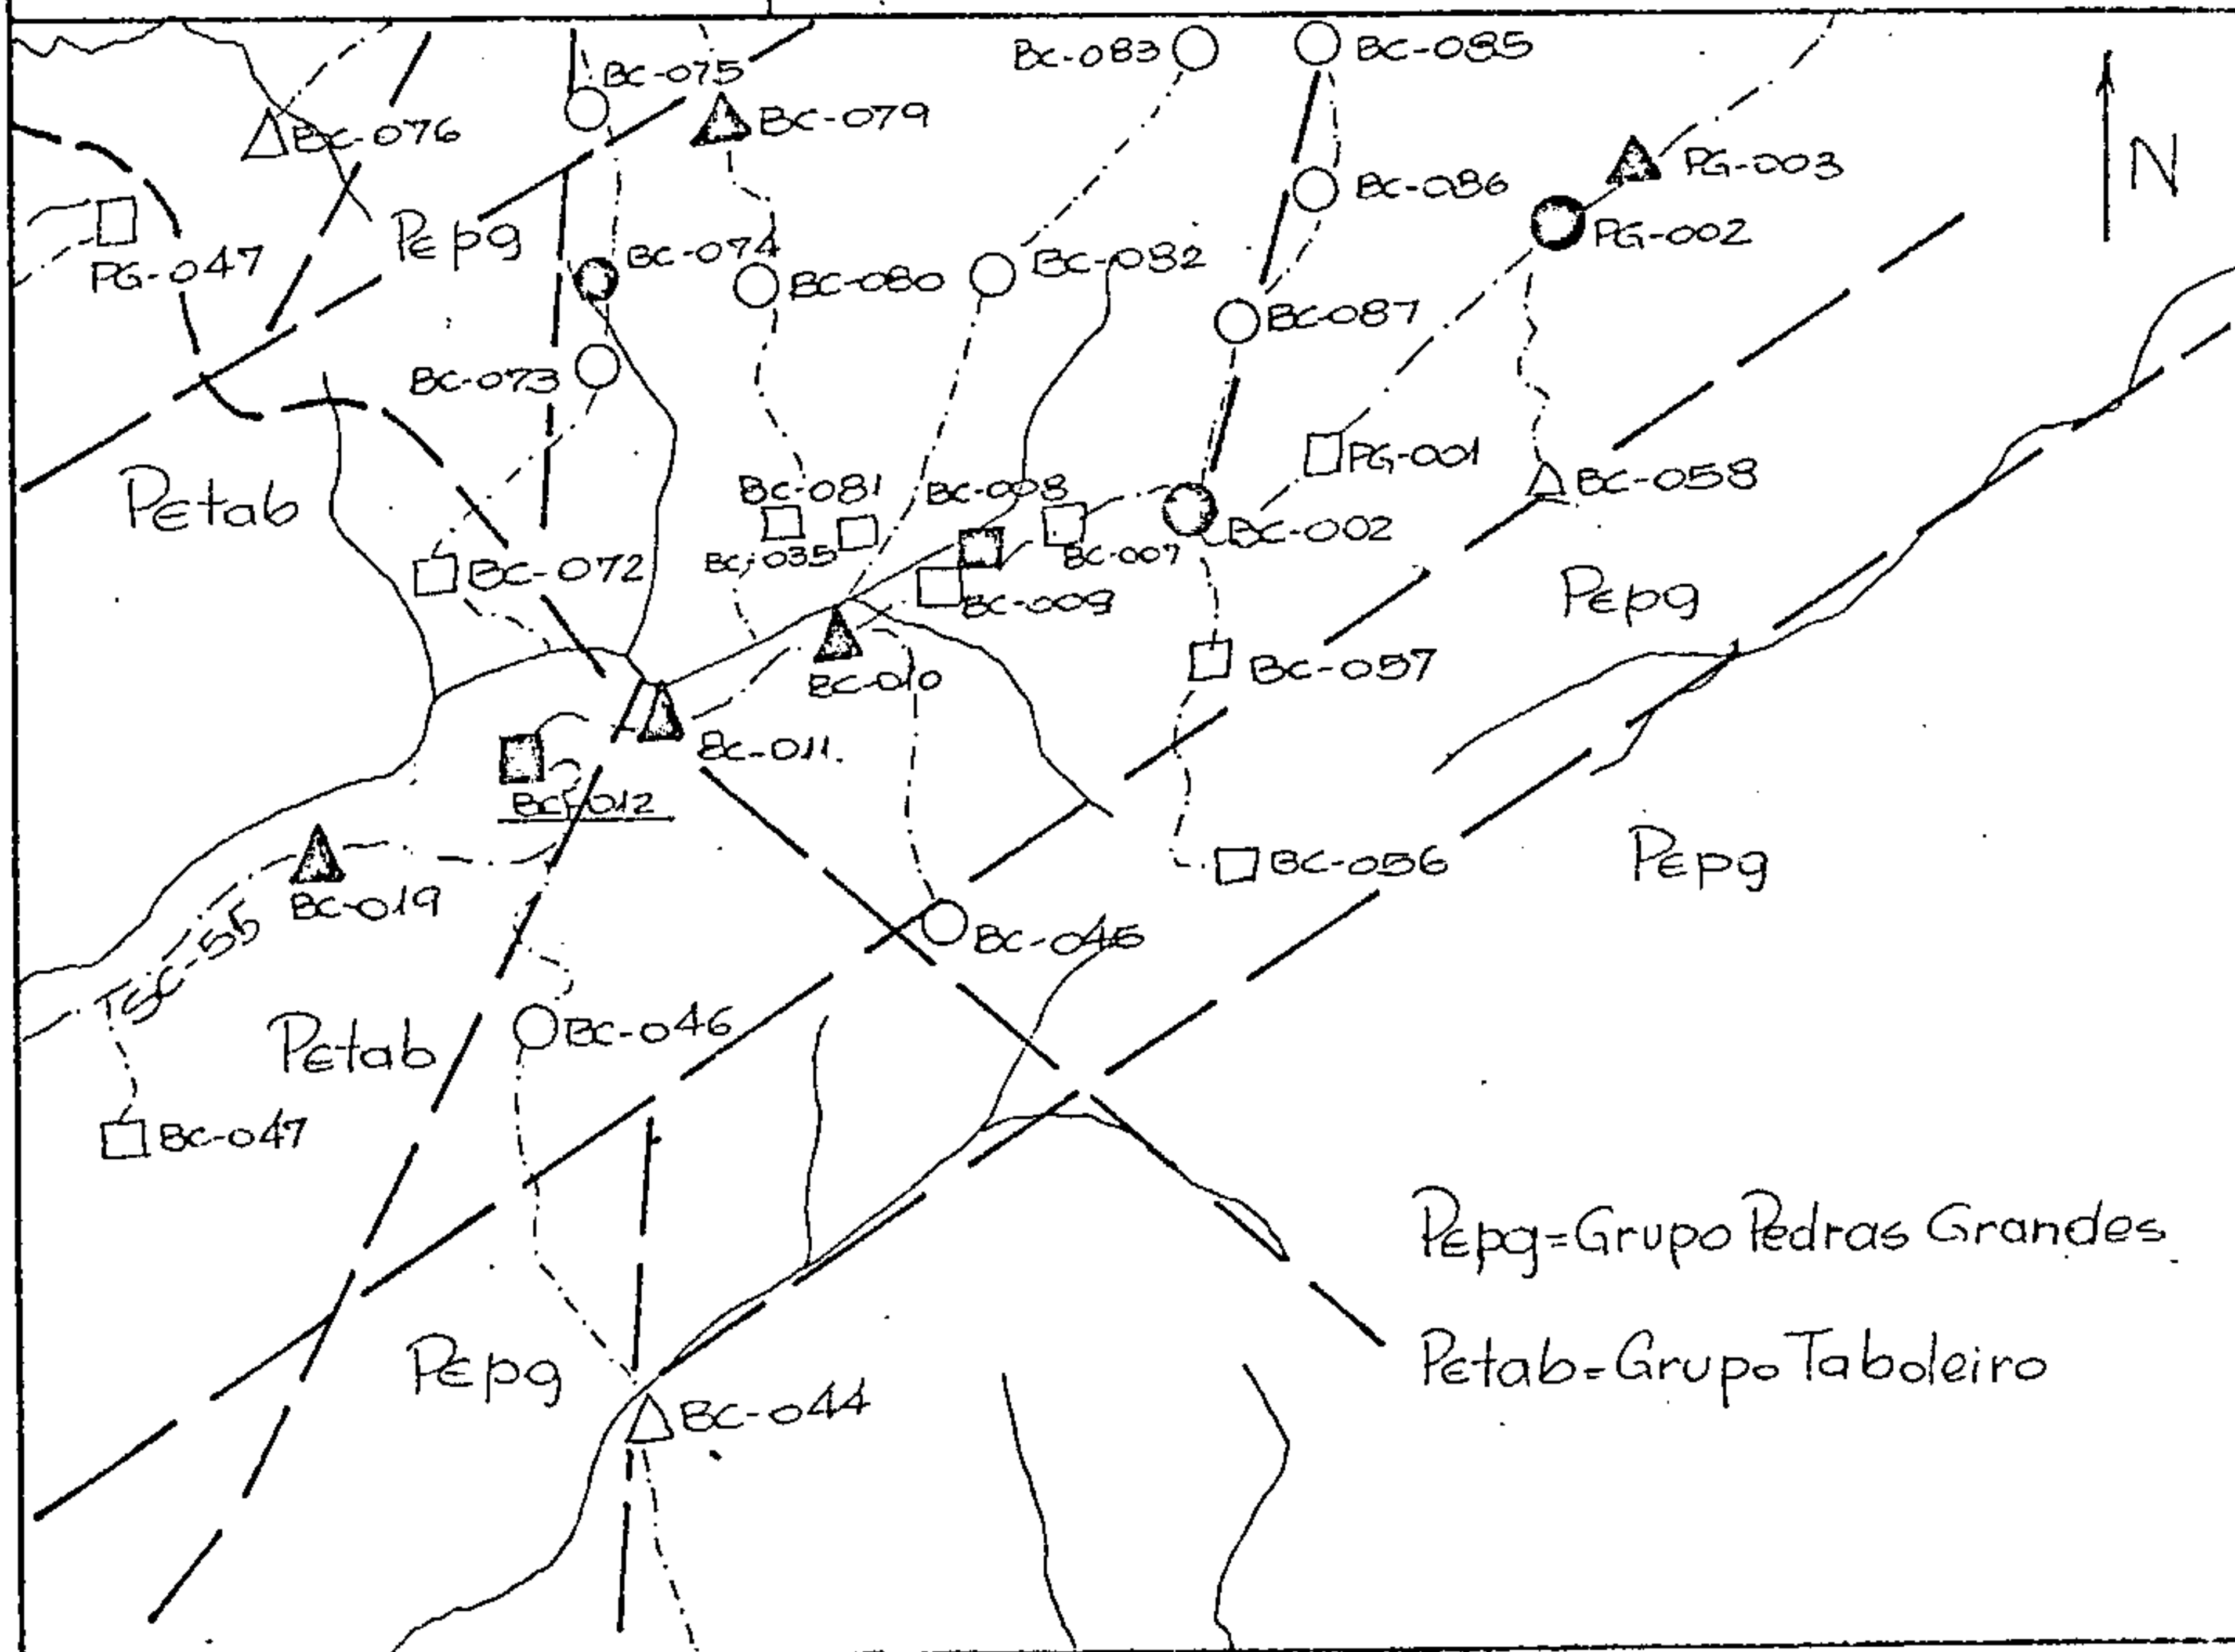 BC-083
BC-085
BC-075
BC-076
BC-079
N
PG-003
BC-086
PG-002
PG-047
Pepg
BC-074
BC-080
BC-082
BC-087
BC-073
Petab
PG-001
BC-081
BC-008
BC-058
BC-002
BC-035
BC-007
BC-072
BC-009
Pepg
BC-057
BC-010
BC-011
BC-012
BC-056
Pepg
BC-019
BC-045
TSC-55
Petab
BC-046
BC-047
Pepg=Grupo Pedras Grandes
Pepg
Petab=Grupo Taboleiro
BC-044